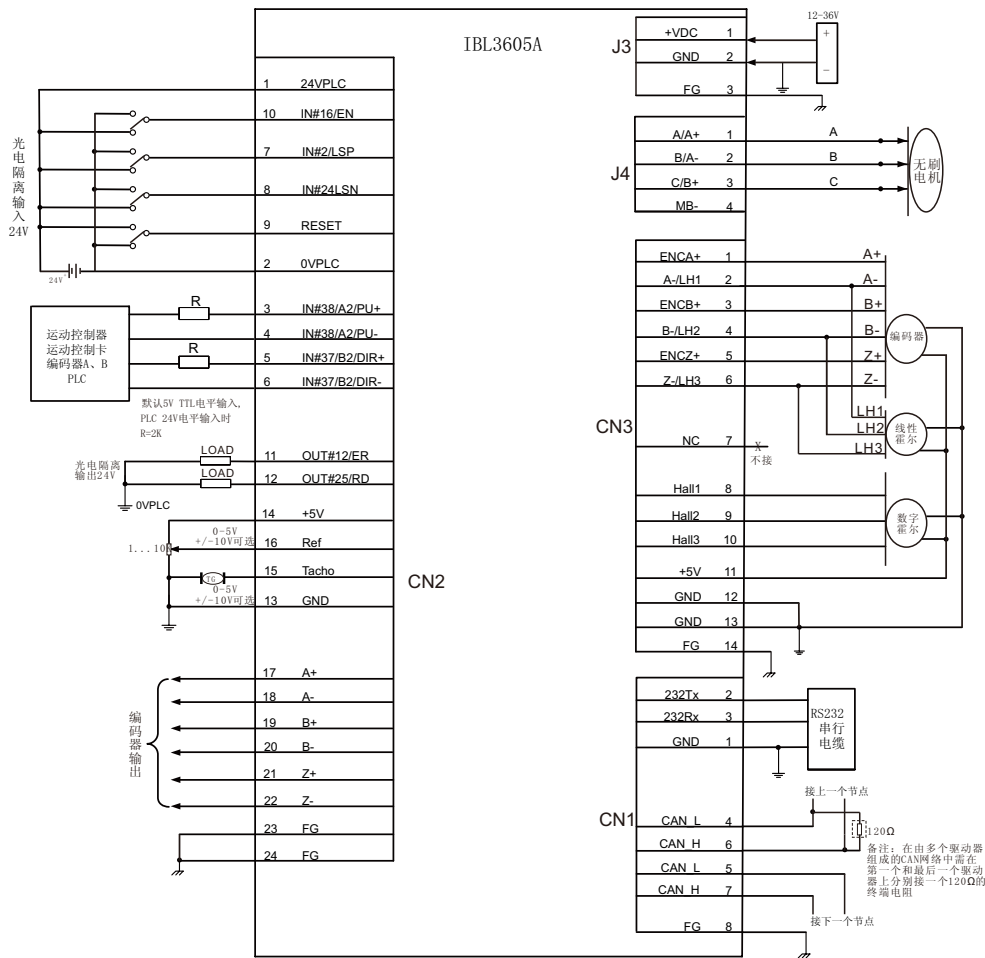 IBL3605A
光电隔离输入
24V
24V
1 24VPLC
10 IN#16/EN
7 IN#2/LSP
8 IN#24LSN
9 RESET
2 0VPLC
运动控制器
运动控制卡
编码器A、B
PLC
R
R
3 IN#38/A2/PU+
4 IN#38/A2/PU-
5 IN#37/B2/DIR+
6 IN#37/B2/DIR-
默认5V TTL电平输入,
PLC 24V电平输入时
R=2K
光电隔离
输出24V
LOAD
LOAD
0VPLC
11 OUT#12/ER
12 OUT#25/RD
14 +5V
0-5V
+/-10V可选
1...10K
16 Ref
TG
15 Tacho
0-5V
+/-10V可选
13 GND
CN2
编码器输出
17 A+
18 A-
19 B+
20 B-
21 Z+
22 Z-
23 FG
24 FG
J3
+VDC 1
GND 2
FG 3
12-36V
+
-
J4
A/A+ 1 A
B/A- 2 B
C/B+ 3 C
MB- 4
无刷
电机
CN3
ENCA+ 1 A+
A-/LH1 2 A-
ENCB+ 3 B+
B-/LH2 4 B-
ENCZ+ 5 Z+
Z-/LH3 6 Z-
编码器
LH1
LH2
LH3
线性
霍尔
NC 7 X
不接
Hall1 8
Hall2 9
Hall3 10
数字
霍尔
+5V 11
GND 12
GND 13
FG 14
CN1
232Tx 2
232Rx 3
GND 1
RS232
串行
电缆
接上一个节点
CAN_L 4
CAN_H 6
CAN_L 5
CAN_H 7
FG 8
120Ω
备注：在由多个驱动器
组成的CAN网络中需在
第一个和最后一个驱动
器上分别接一个120Ω的
终端电阻
接下一个节点